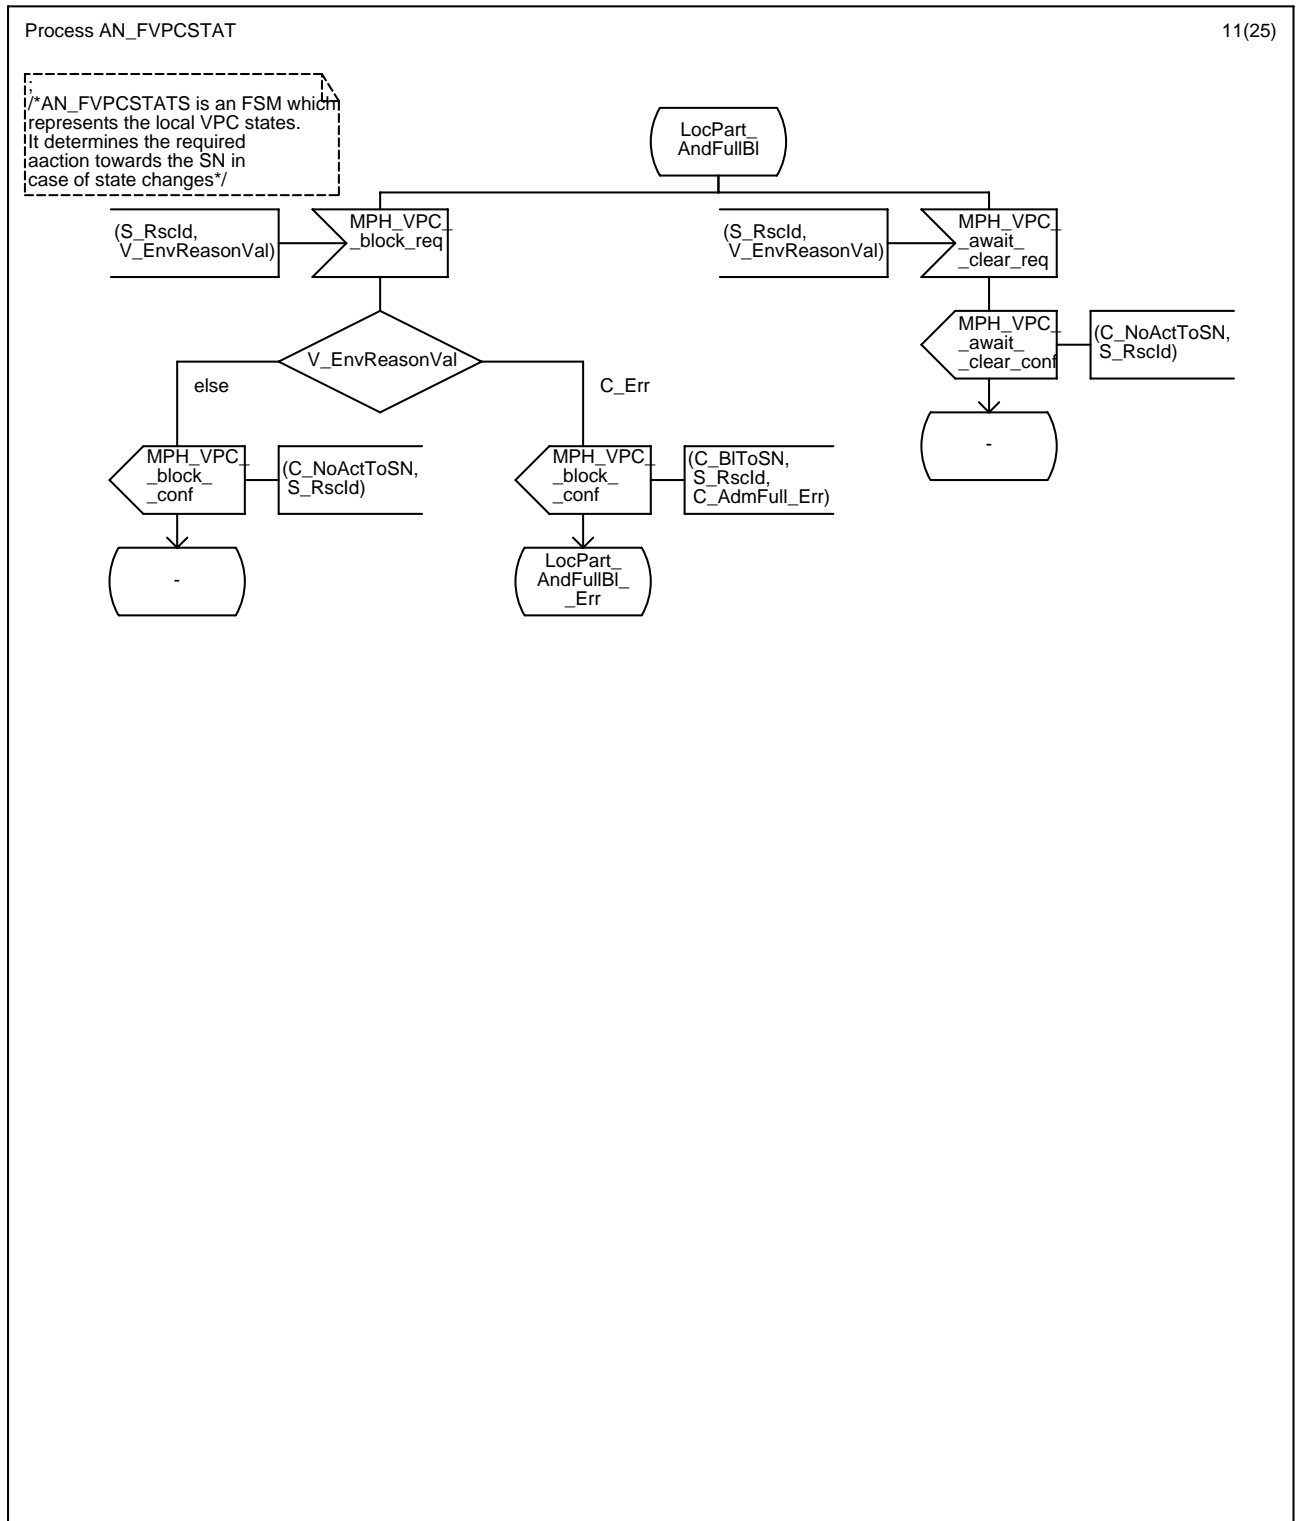 Process AN_FVPCSTAT
11(25)
;
/*AN_FVPCSTATS is an FSM which
represents the local VPC states.
It determines the required
aaction towards the SN in
case of state changes*/
LocPart_
AndFullBl
(S_RscId,
V_EnvReasonVal)
MPH_VPC_
_block_req
(S_RscId,
V_EnvReasonVal)
MPH_VPC_
_await_
_clear_req
V_EnvReasonVal
MPH_VPC_
_await_
_clear_conf
(C_NoActToSN,
S_RscId)
else
C_Err
-
MPH_VPC_
_block_
_conf
(C_NoActToSN,
S_RscId)
MPH_VPC_
_block_
_conf
(C_BlToSN,
S_RscId,
C_AdmFull_Err)
-
LocPart_
AndFullBl_
_Err